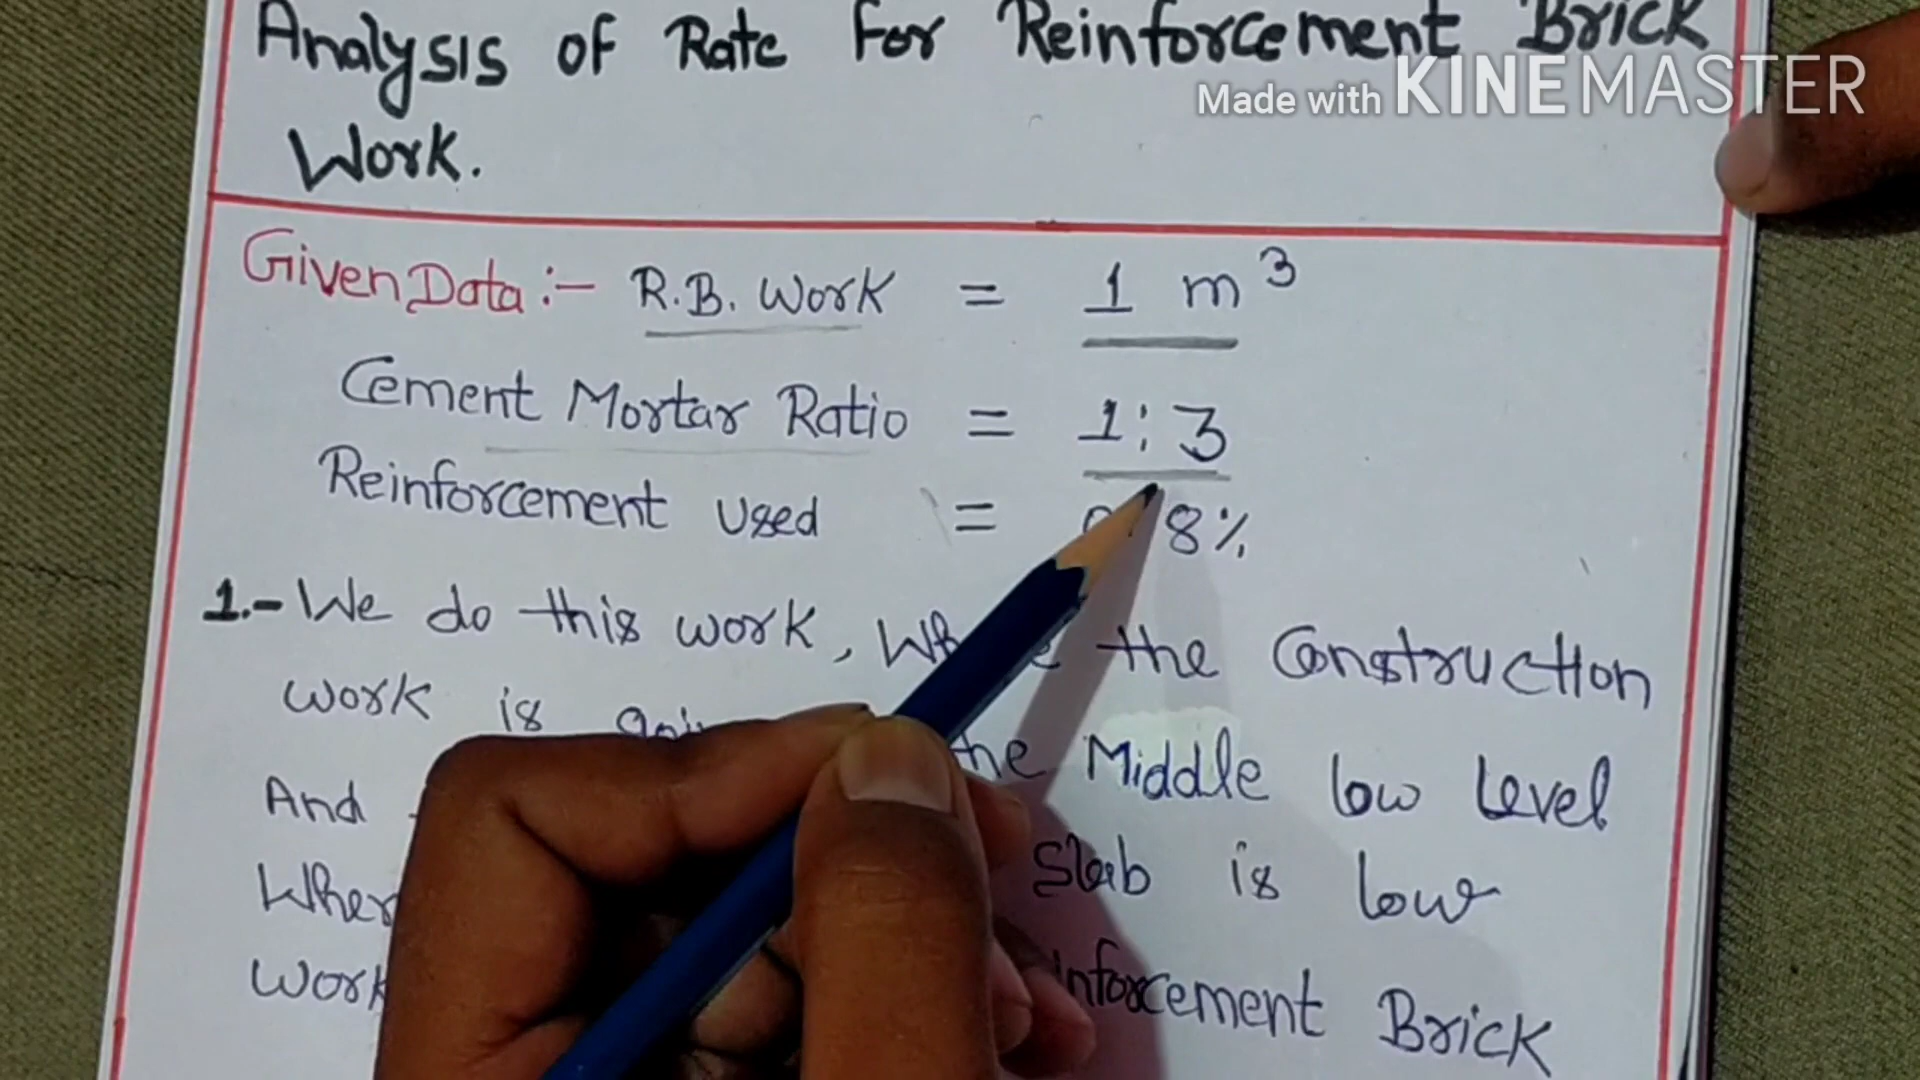 Analysis of Rate For Reinforcement Brick
Made with KINEMASTER
Work.
Given Data :- R.B. Work = 1 m³
Cement Mortar Ratio = 1:3
Reinforcement Used = 8%
1.- We do this work, the Construction
work is the Middle low Level
And
Slab is low
Work Brick